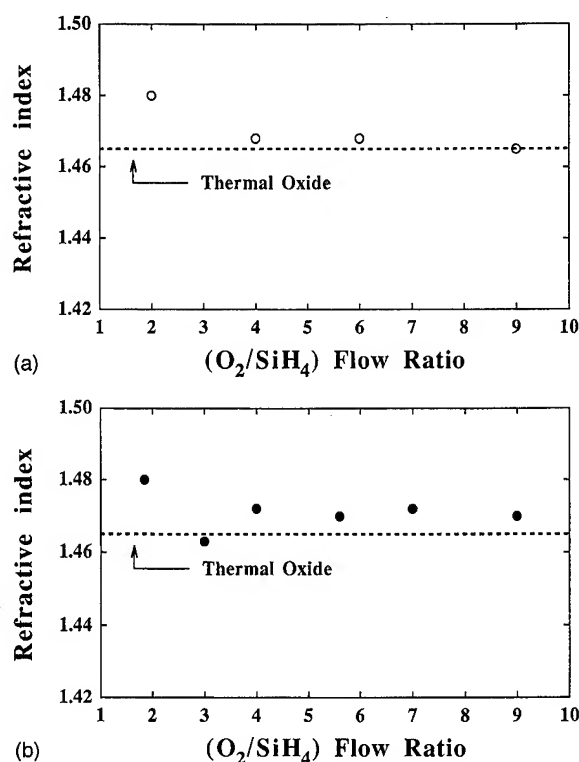 1.50
1.48
1.46
1.44
1.42
Refractive index
Thermal Oxide
1 2 3 4 5 6 7 8 9 10
(a)
(O₂/SiH₄) Flow Ratio
1.50
1.48
1.46
1.44
1.42
Refractive index
Thermal Oxide
1 2 3 4 5 6 7 8 9 10
(b)
(O₂/SiH₄) Flow Ratio